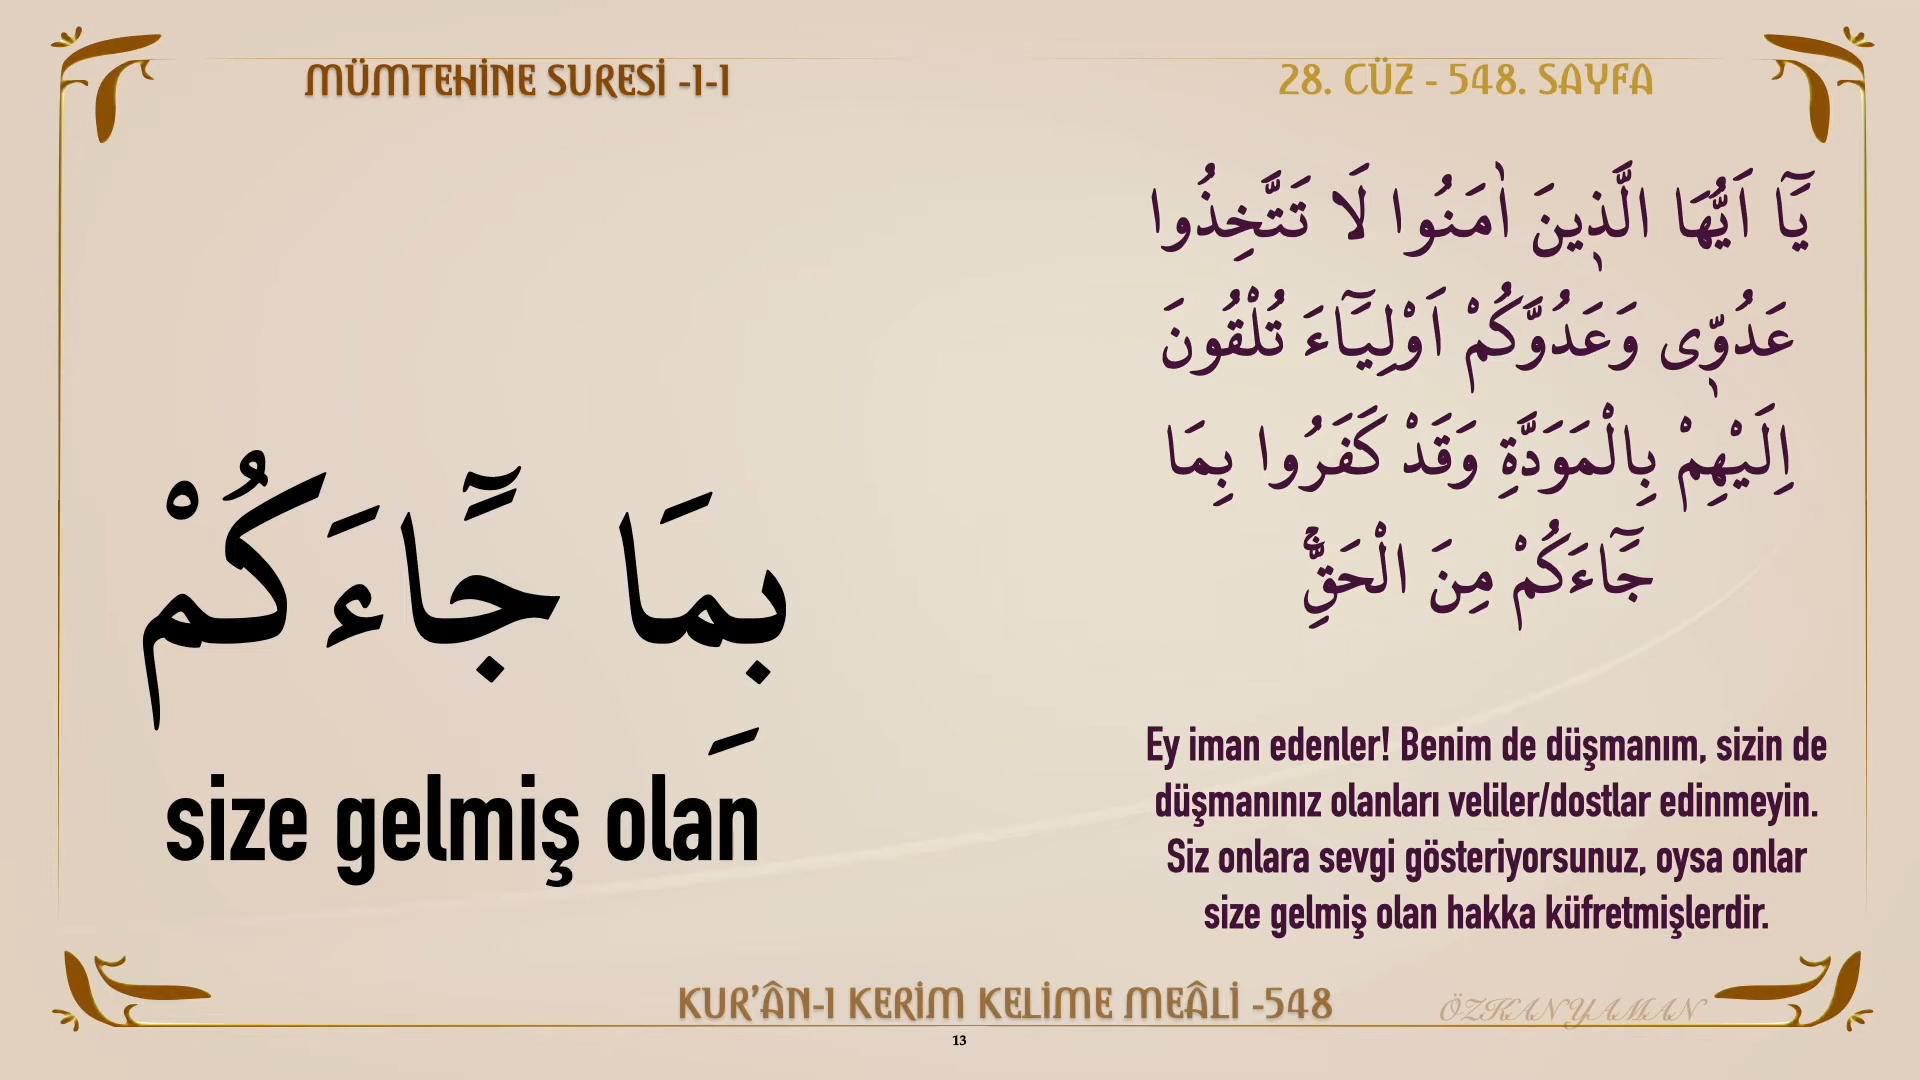 MÜMTEHİNE SURESİ -1-1
28. CÜZ - 548. SAYFA
يَٓا اَيُّهَا الَّذ۪ينَ اٰمَنُوا لَا تَتَّخِذُوا
عَدُوّ۪ى وَعَدُوَّكُمْ اَوْلِيَٓاءَ تُلْقُونَ
اِلَيْهِمْ بِالْمَوَدَّةِ وَقَدْ كَفَرُوا بِمَا
جَٓاءَكُمْ مِنَ الْحَقِّۚ
بِمَا جَٓاءَكُمْ
size gelmiş olan
Ey iman edenler! Benim de düşmanım, sizin de
düşmanınız olanları veliler/dostlar edinmeyin.
Siz onlara sevgi gösteriyorsunuz, oysa onlar
size gelmiş olan hakka küfretmişlerdir.
KUR'ÂN-I KERİM KELİME MEÂLİ -548
ÖZKAN YAMAN
13